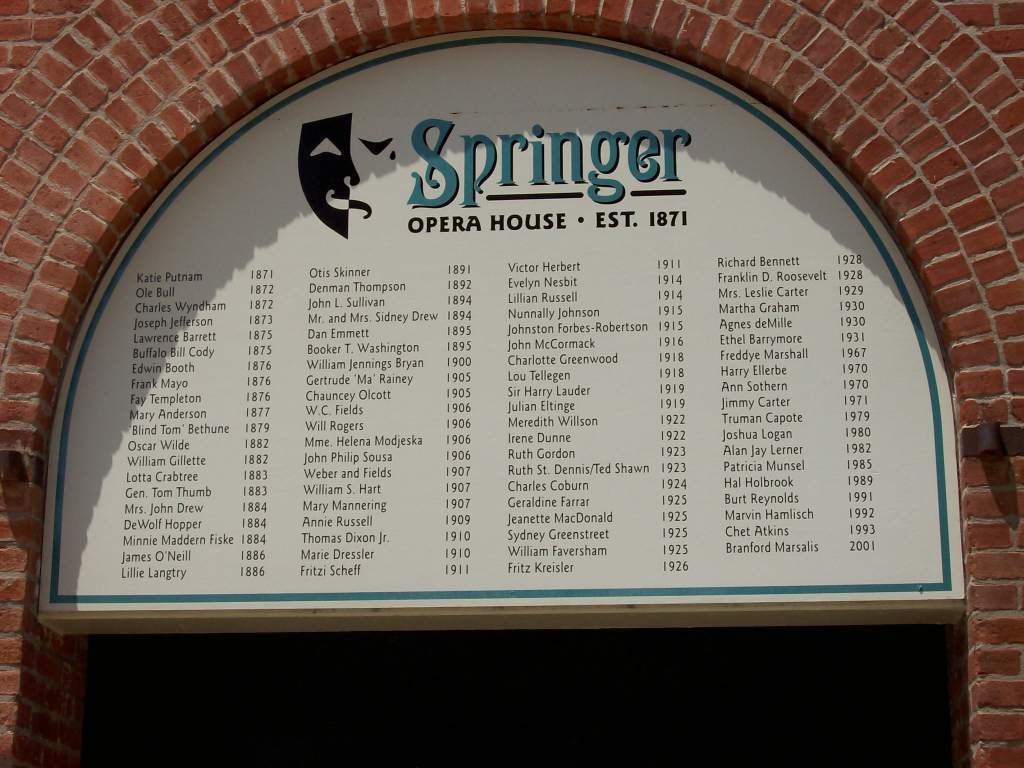 Springer
OPERA HOUSE • EST. 1871
Katie Putnam 1871
Ole Bull 1872
Charles Wyndham 1872
Joseph Jefferson 1873
Lawrence Barrett 1875
Buffalo Bill Cody 1875
Edwin Booth 1876
Frank Mayo 1876
Fay Templeton 1876
Mary Anderson 1877
'Blind Tom' Bethune 1879
Oscar Wilde 1882
William Gillette 1882
Lotta Crabtree 1883
Gen. Tom Thumb 1883
Mrs. John Drew 1884
DeWolf Hopper 1884
Minnie Maddern Fiske 1884
James O'Neill 1886
Lillie Langtry 1886
Otis Skinner 1891
Denman Thompson 1892
John L. Sullivan 1894
Mr. and Mrs. Sidney Drew 1894
Dan Emmett 1895
Booker T. Washington 1895
William Jennings Bryan 1900
Gertrude 'Ma' Rainey 1905
Chauncey Olcott 1905
W.C. Fields 1906
Will Rogers 1906
Mme. Helena Modjeska 1906
John Philip Sousa 1906
Weber and Fields 1907
William S. Hart 1907
Mary Mannering 1907
Annie Russell 1909
Thomas Dixon Jr. 1910
Marie Dressler 1910
Fritzi Scheff 1911
Victor Herbert 1911
Evelyn Nesbit 1914
Lillian Russell 1914
Nunnally Johnson 1915
Johnston Forbes-Robertson 1915
John McCormack 1916
Charlotte Greenwood 1918
Lou Tellegen 1918
Sir Harry Lauder 1919
Julian Eltinge 1919
Meredith Willson 1922
Irene Dunne 1922
Ruth Gordon 1923
Ruth St. Dennis/Ted Shawn 1923
Charles Coburn 1924
Geraldine Farrar 1925
Jeanette MacDonald 1925
Sydney Greenstreet 1925
William Faversham 1925
Fritz Kreisler 1926
Richard Bennett 1928
Franklin D. Roosevelt 1928
Mrs. Leslie Carter 1929
Martha Graham 1930
Agnes deMille 1930
Ethel Barrymore 1931
Freddye Marshall 1967
Harry Ellerbe 1970
Ann Sothern 1970
Jimmy Carter 1971
Truman Capote 1979
Joshua Logan 1980
Alan Jay Lerner 1982
Patricia Munsel 1985
Hal Holbrook 1989
Burt Reynolds 1991
Marvin Hamlisch 1992
Chet Atkins 1993
Branford Marsalis 2001